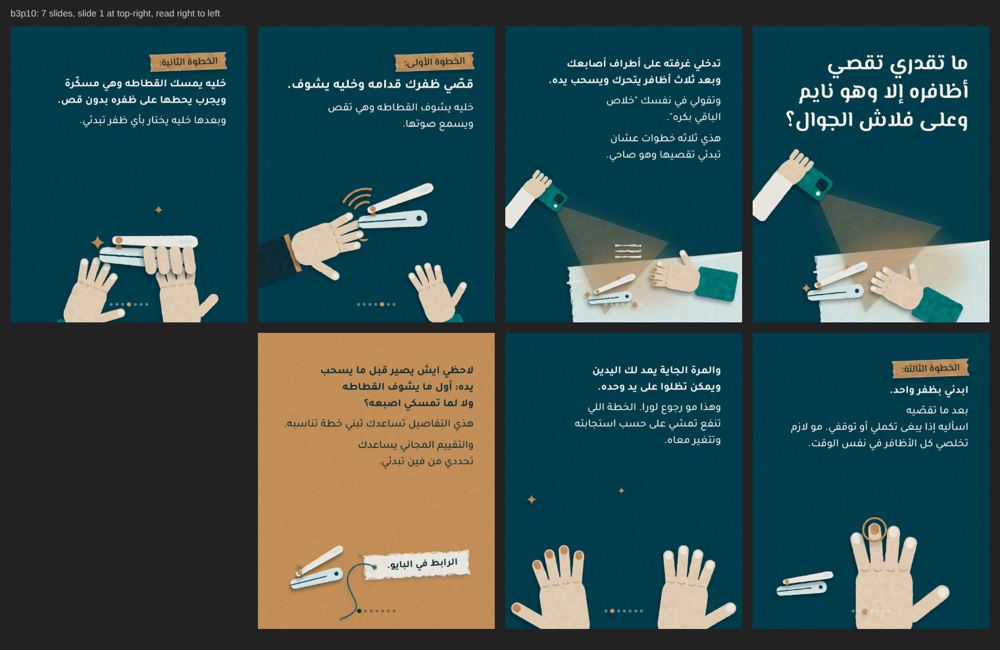 b3p10: 7 slides, slide 1 at top-right, read right to left
ما تقدري تقصي
أظافره إلا وهو نايم
وعلى فلاش الجوال؟
تدخلي غرفته على أطراف أصابعك
وبعد ثلاث أظافر يتحرك ويسحب يده.
وتقولي في نفسك "خلاص
الباقي بكره".
هذي ثلاثه خطوات عشان
تبدئي تقصيها وهو صاحي.
الخطوة الأولى:
قصّي ظفرك قدامه وخليه يشوف.
خليه يشوف القطاطه وهي تقص
ويسمع صوتها.
الخطوة الثانية:
خليه يمسك القطاطه وهي مسكّرة
ويجرب يحطها على ظفره بدون قص.
وبعدها خليه يختار بأي ظفر تبدئي.
الخطوة الثالثة:
ابدئي بظفر واحد.
بعد ما تقصّيه
اسأليه إذا يبغى تكملي أو توقفي. مو لازم
تخلصي كل الأظافر في نفس الوقت.
والمرة الجاية يمد لك اليدين
ويمكن تظلوا على يد وحده.
وهذا مو رجوع لورا. الخطة اللي
تنفع تمشي على حسب استجابته
وتتغير معاه.
لاحظي ايش يصير قبل ما يسحب
يده: أول ما يشوف القطاطه
ولا لما تمسكي اصبعه؟
هذي التفاصيل تساعدك تبني خطة تناسبه.
والتقييم المجاني يساعدك
تحددي من فين تبدئي.
الرابط في البايو.